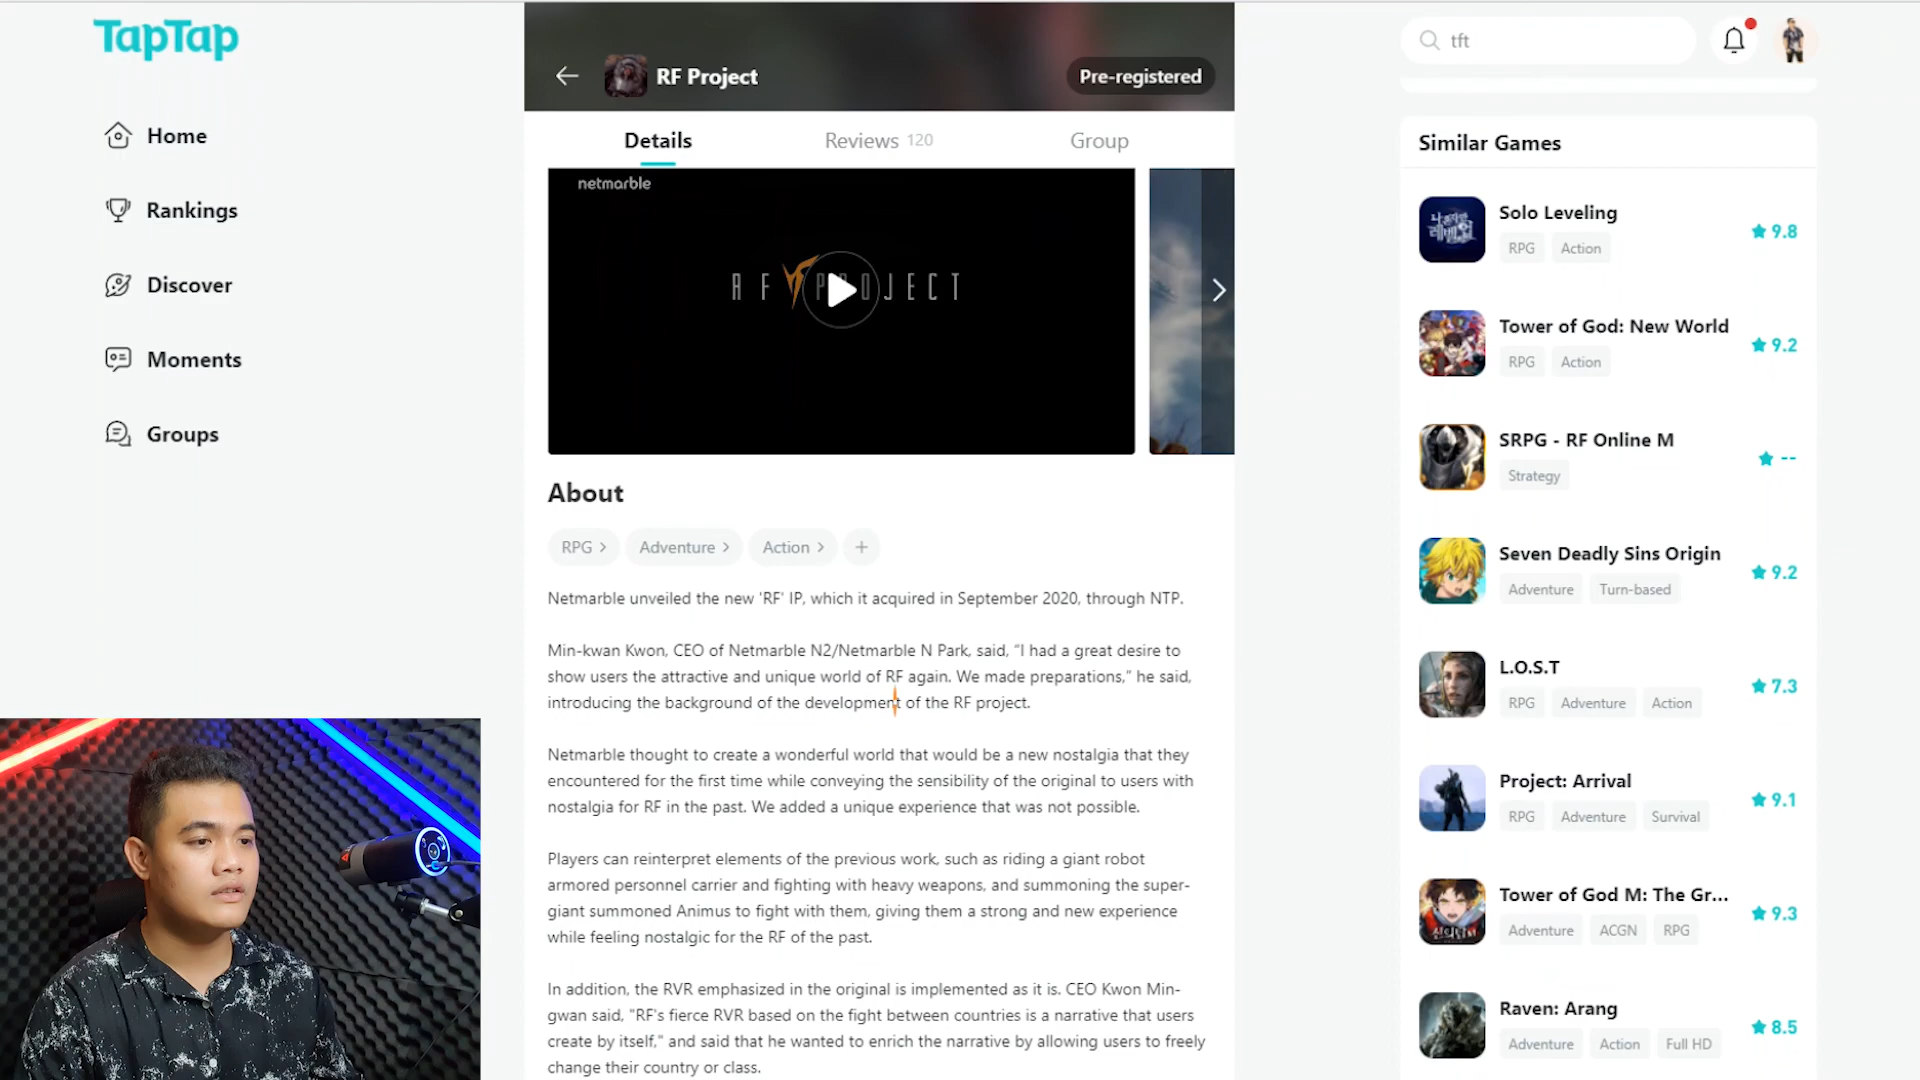 TapTap
Home
Rankings
Discover
Moments
Groups
RF Project
Pre-registered
Details
Reviews 120
Group
netmarble
RF PROJECT
About
RPG >
Adventure >
Action >
+
Netmarble unveiled the new 'RF' IP, which it acquired in September 2020, through NTP.
Min-kwan Kwon, CEO of Netmarble N2/Netmarble N Park, said, “I had a great desire to
show users the attractive and unique world of RF again. We made preparations,” he said,
introducing the background of the development of the RF project.
Netmarble thought to create a wonderful world that would be a new nostalgia that they
encountered for the first time while conveying the sensibility of the original to users with
nostalgia for RF in the past. We added a unique experience that was not possible.
Players can reinterpret elements of the previous work, such as riding a giant robot
armored personnel carrier and fighting with heavy weapons, and summoning the super-
giant summoned Animus to fight with them, giving them a strong and new experience
while feeling nostalgic for the RF of the past.
In addition, the RVR emphasized in the original is implemented as it is. CEO Kwon Min-
gwan said, "RF's fierce RVR based on the fight between countries is a narrative that users
create by itself," and said that he wanted to enrich the narrative by allowing users to freely
change their country or class.
tft
Similar Games
나 혼자만
레벨업
Solo Leveling
RPG Action
9.8
Tower of God: New World
RPG Action
9.2
SRPG - RF Online M
Strategy
--
Seven Deadly Sins Origin
Adventure Turn-based
9.2
L.O.S.T
RPG Adventure Action
7.3
Project: Arrival
RPG Adventure Survival
9.1
신의탑
Tower of God M: The Gr...
Adventure ACGN RPG
9.3
Raven: Arang
Adventure Action Full HD
8.5